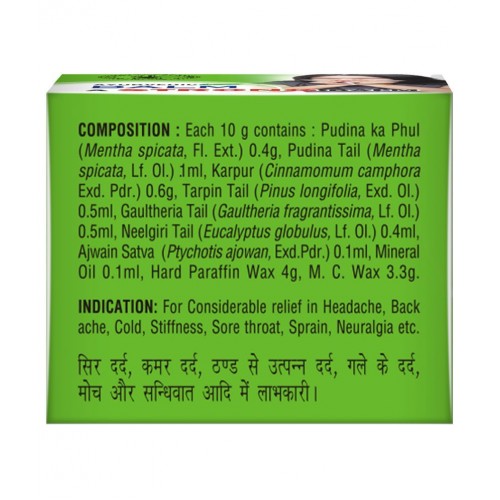 COMPOSITION : Each 10 g contains : Pudina ka Phul
(Mentha spicata, Fl. Ext.) 0.4g, Pudina Tail (Mentha
spicata, Lf. Ol.) 1ml, Karpur (Cinnamomum camphora
Exd. Pdr.) 0.6g, Tarpin Tail (Pinus longifolia, Exd. Ol.)
0.5ml, Gaultheria Tail (Gaultheria fragrantissima, Lf. Ol.)
0.5ml, Neelgiri Tail (Eucalyptus globulus, Lf. Ol.) 0.4ml,
Ajwain Satva (Ptychotis ajowan, Exd.Pdr.) 0.1ml, Mineral
Oil 0.1ml, Hard Paraffin Wax 4g, M. C. Wax 3.3g.
INDICATION: For Considerable relief in Headache, Back
ache, Cold, Stiffness, Sore throat, Sprain, Neuralgia etc.
सिर दर्द, कमर दर्द, ठण्ड से उत्पन्न दर्द, गले के दर्द,
मोच और सन्धिवात आदि में लाभकारी।